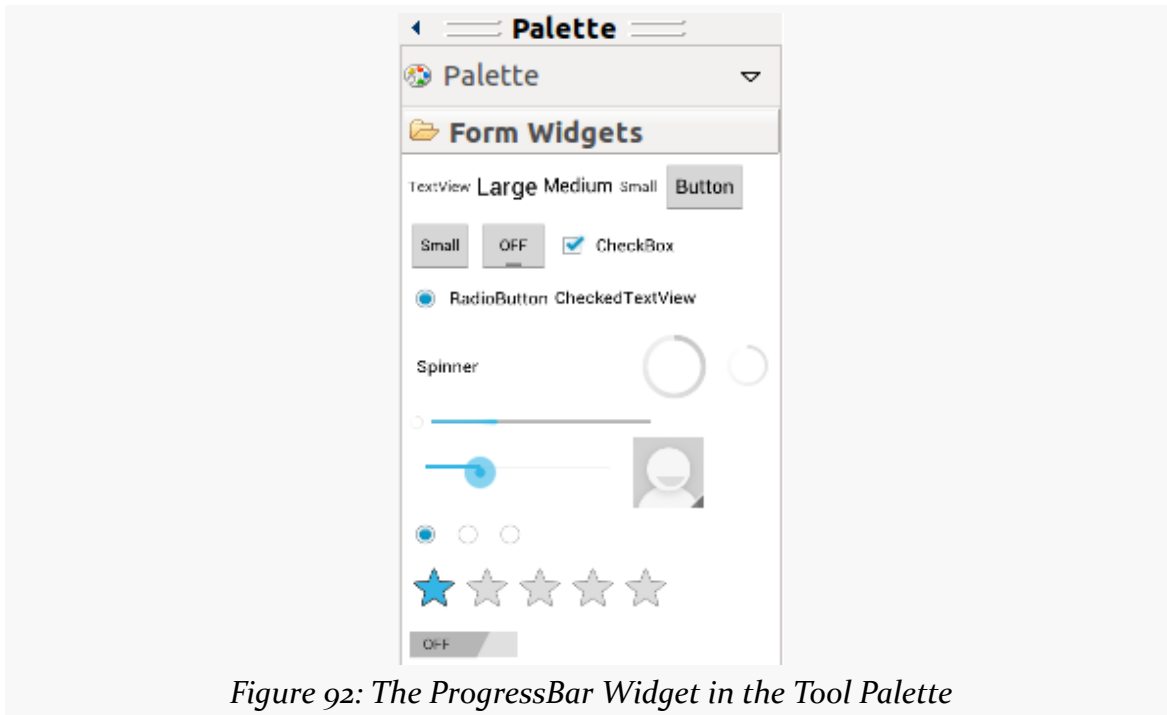 Palette
Palette
Form Widgets
TextView Large Medium Small Button
Small OFF CheckBox
RadioButton CheckedTextView
Spinner
OFF
Figure 92: The ProgressBar Widget in the Tool Palette